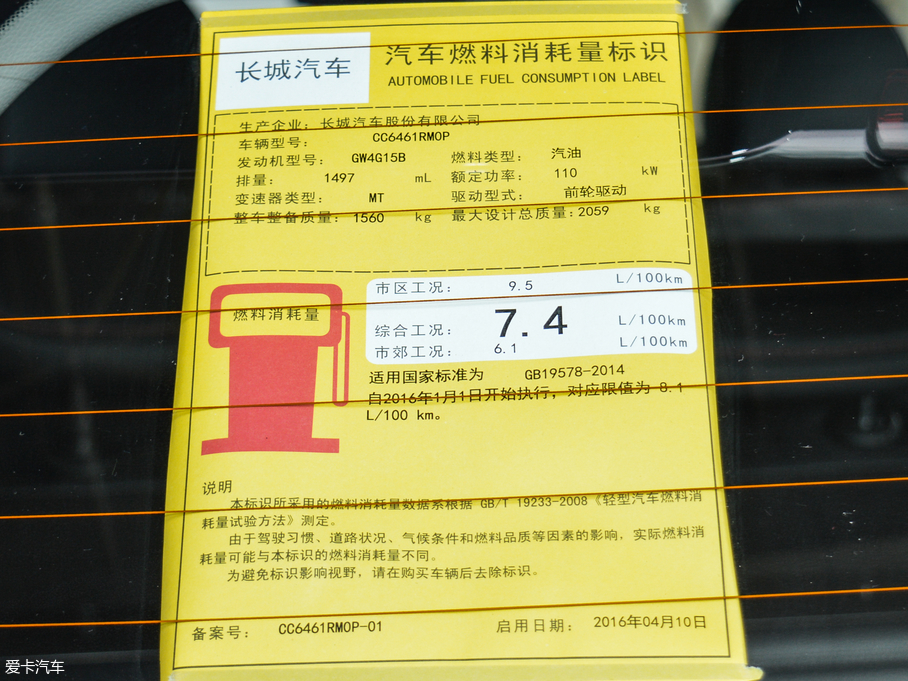 长城汽车
汽车燃料消耗量标识
AUTOMOBILE FUEL CONSUMPTION LABEL
生产企业：长城汽车股份有限公司
车辆型号： CC6461RM0P
发动机型号： GW4G15B 燃料类型： 汽油
排量： 1497 mL 额定功率： 110 kW
变速器类型： MT 驱动型式： 前轮驱动
整车整备质量： 1560 kg 最大设计总质量：2059 kg
燃料消耗量
市区工况： 9.5 L/100km
综合工况： 7.4 L/100km
市郊工况： 6.1 L/100km
适用国家标准为 GB19578-2014
自2016年1月1日开始执行，对应限值为 8.1
L/100 km。
说明
本标识所采用的燃料消耗量数据系根据 GB/T 19233-2008《轻型汽车燃料消
耗量试验方法》测定。
由于驾驶习惯、道路状况、气候条件和燃料品质等因素的影响，实际燃料消
耗量可能与本标识的燃料消耗量不同。
为避免标识影响视野，请在购买车辆后去除标识。
备案号： CC6461RM0P-01 启用日期： 2016年04月10日
爱卡汽车